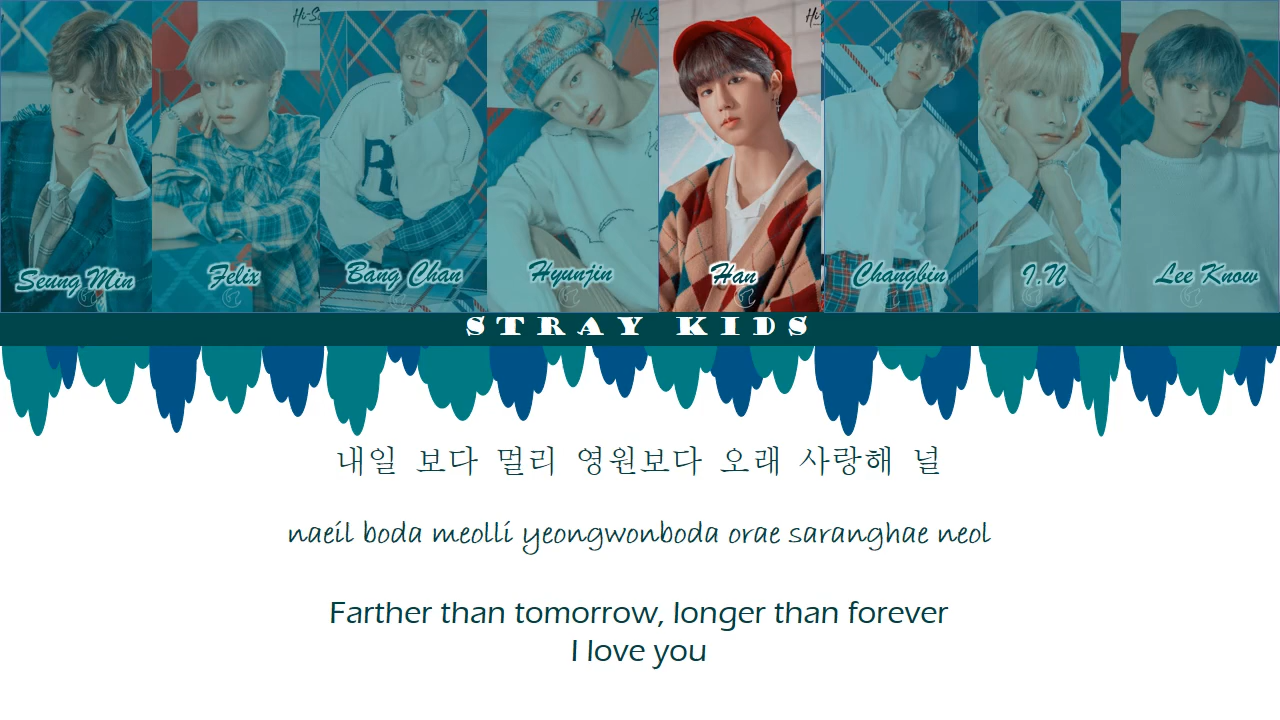 Seung Min
Felix
Bang Chan
Hyunjin
Han
Changbin
I.N
Lee Know
STRAY KIDS
내일 보다 멀리 영원보다 오래 사랑해 널
naeil boda meolli yeongwonboda orae saranghae neol
Farther than tomorrow, longer than forever
I love you